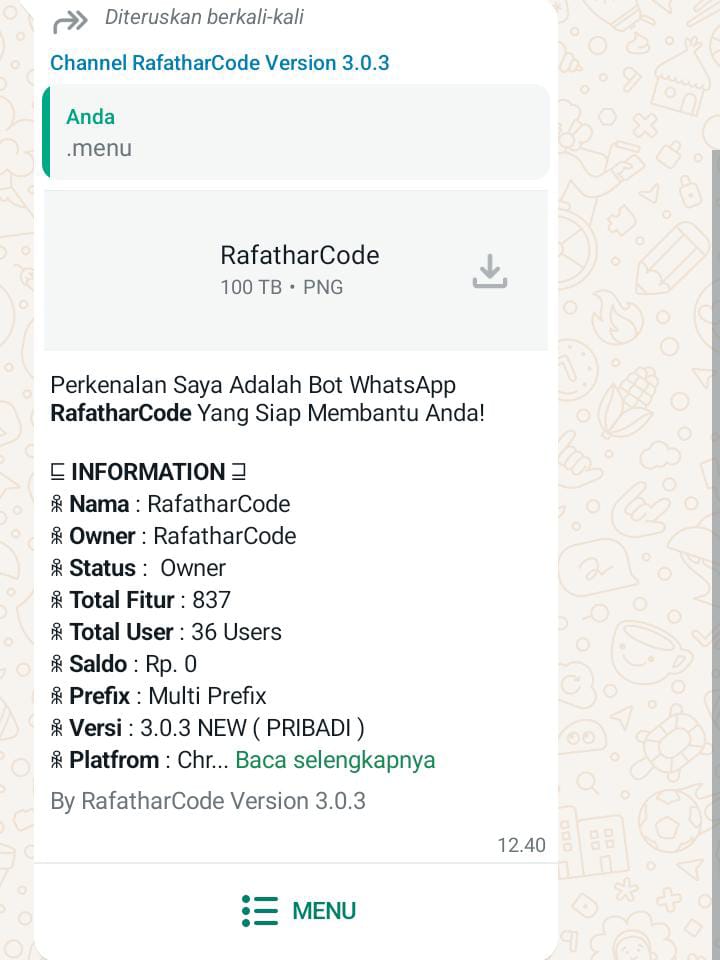 Diteruskan berkali-kali
Channel RafatharCode Version 3.0.3
Anda
.menu
RafatharCode
100 TB • PNG
Perkenalan Saya Adalah Bot WhatsApp
RafatharCode Yang Siap Membantu Anda!
⊑ INFORMATION ⊒
Nama : RafatharCode
Owner : RafatharCode
Status :  Owner
Total Fitur : 837
Total User : 36 Users
Saldo : Rp. 0
Prefix : Multi Prefix
Versi : 3.0.3 NEW ( PRIBADI )
Platfrom : Chr... Baca selengkapnya
By RafatharCode Version 3.0.3
12.40
MENU